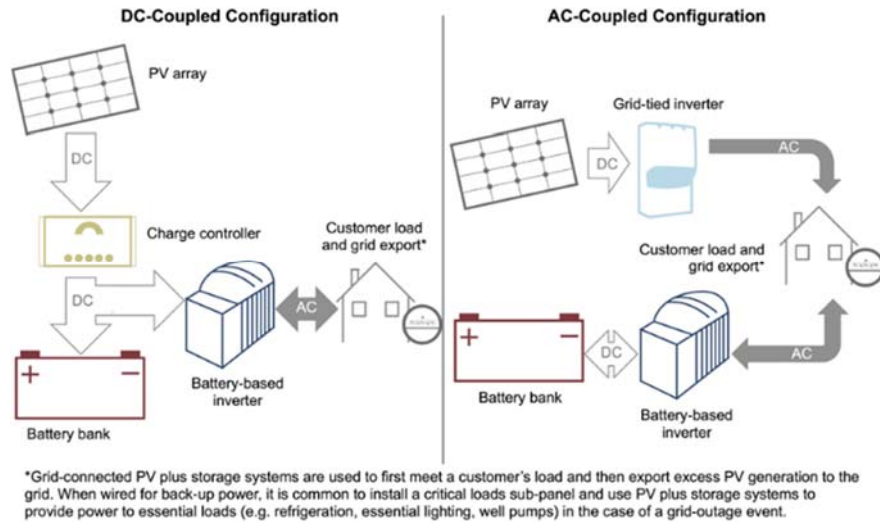 DC-Coupled Configuration
PV array
DC
Charge controller
DC
Customer load
and grid export*
AC
Battery-based
inverter
+
−
Battery bank
AC-Coupled Configuration
PV array
Grid-tied inverter
DC
AC
Customer load and
grid export*
+
−
DC
AC
Battery bank
Battery-based
inverter
*Grid-connected PV plus storage systems are used to first meet a customer's load and then export excess PV generation to the
grid. When wired for back-up power, it is common to install a critical loads sub-panel and use PV plus storage systems to
provide power to essential loads (e.g. refrigeration, essential lighting, well pumps) in the case of a grid-outage event.